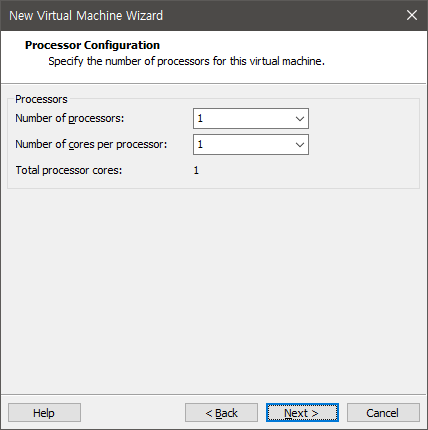 New Virtual Machine Wizard
Processor Configuration
Specify the number of processors for this virtual machine.
Processors
Number of processors: 1
Number of cores per processor: 1
Total processor cores: 1
Help < Back Next > Cancel